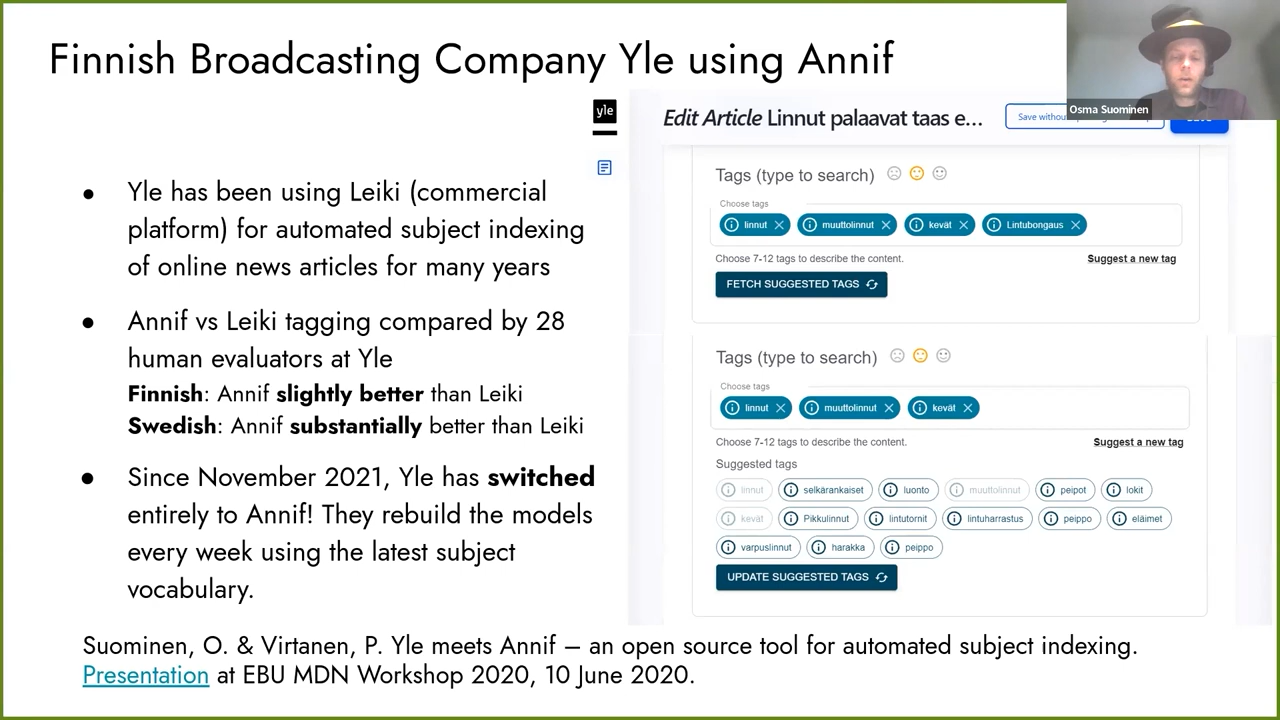 Finnish Broadcasting Company Yle using Annif
Osma Suominen
yle
Edit Article Linnut palaavat taas e...
Save without
Yle has been using Leiki (commercial
platform) for automated subject indexing
of online news articles for many years
Annif vs Leiki tagging compared by 28
human evaluators at Yle
Finnish: Annif slightly better than Leiki
Swedish: Annif substantially better than Leiki
Since November 2021, Yle has switched
entirely to Annif! They rebuild the models
every week using the latest subject
vocabulary.
Tags (type to search)
Choose tags
linnut muuttolinnut kevät Lintubongaus
Choose 7-12 tags to describe the content. Suggest a new tag
FETCH SUGGESTED TAGS
Tags (type to search)
Choose tags
linnut muuttolinnut kevät
Choose 7-12 tags to describe the content. Suggest a new tag
Suggested tags
linnut selkärankaiset luonto muuttolinnut peipot lokit
kevät Pikkulinnut lintutornit lintuharrastus peippo eläimet
varpuslinnut harakka peippo
UPDATE SUGGESTED TAGS
Suominen, O. & Virtanen, P. Yle meets Annif – an open source tool for automated subject indexing.
Presentation at EBU MDN Workshop 2020, 10 June 2020.